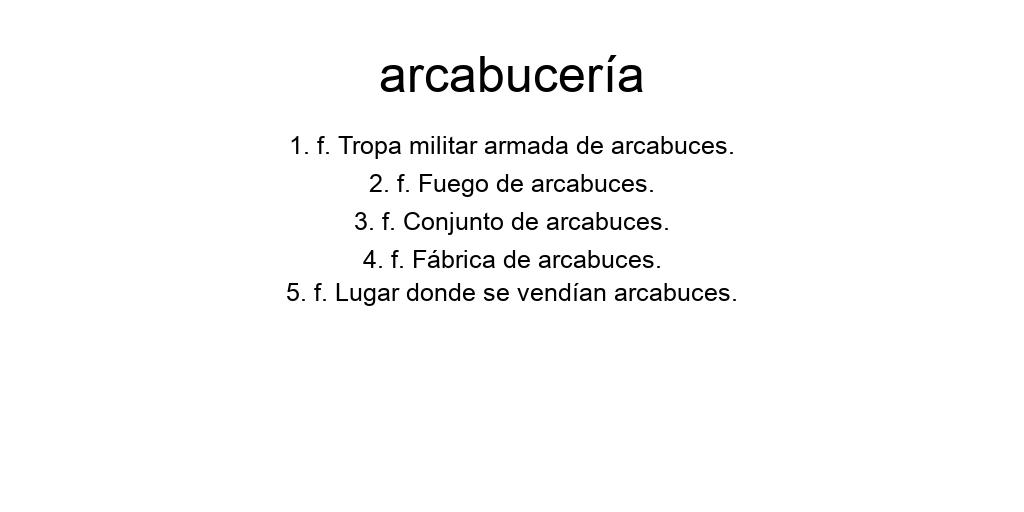 arcabucería
1. f. Tropa militar armada de arcabuces.
2. f. Fuego de arcabuces.
3. f. Conjunto de arcabuces.
4. f. Fábrica de arcabuces.
5. f. Lugar donde se vendían arcabuces.